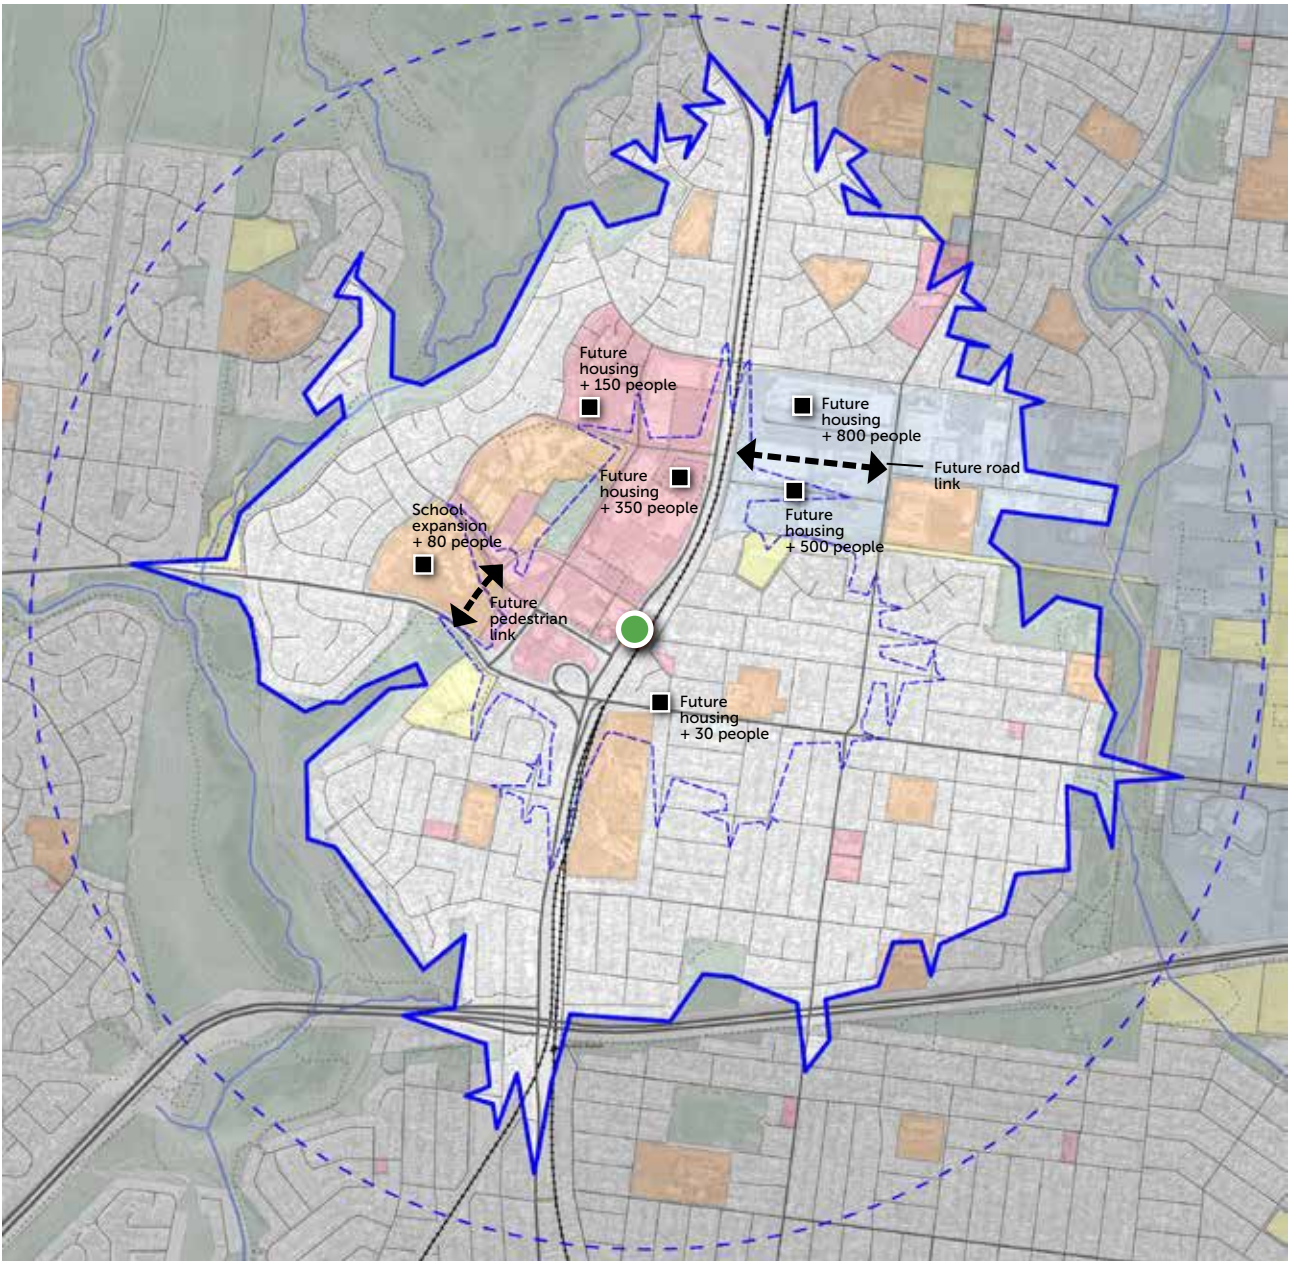 Future
housing
+ 150 people
Future
housing
+ 800 people
Future road
link
Future
housing
+ 350 people
Future
housing
+ 500 people
School
expansion
+ 80 people
Future
pedestrian
link
Future
housing
+ 30 people